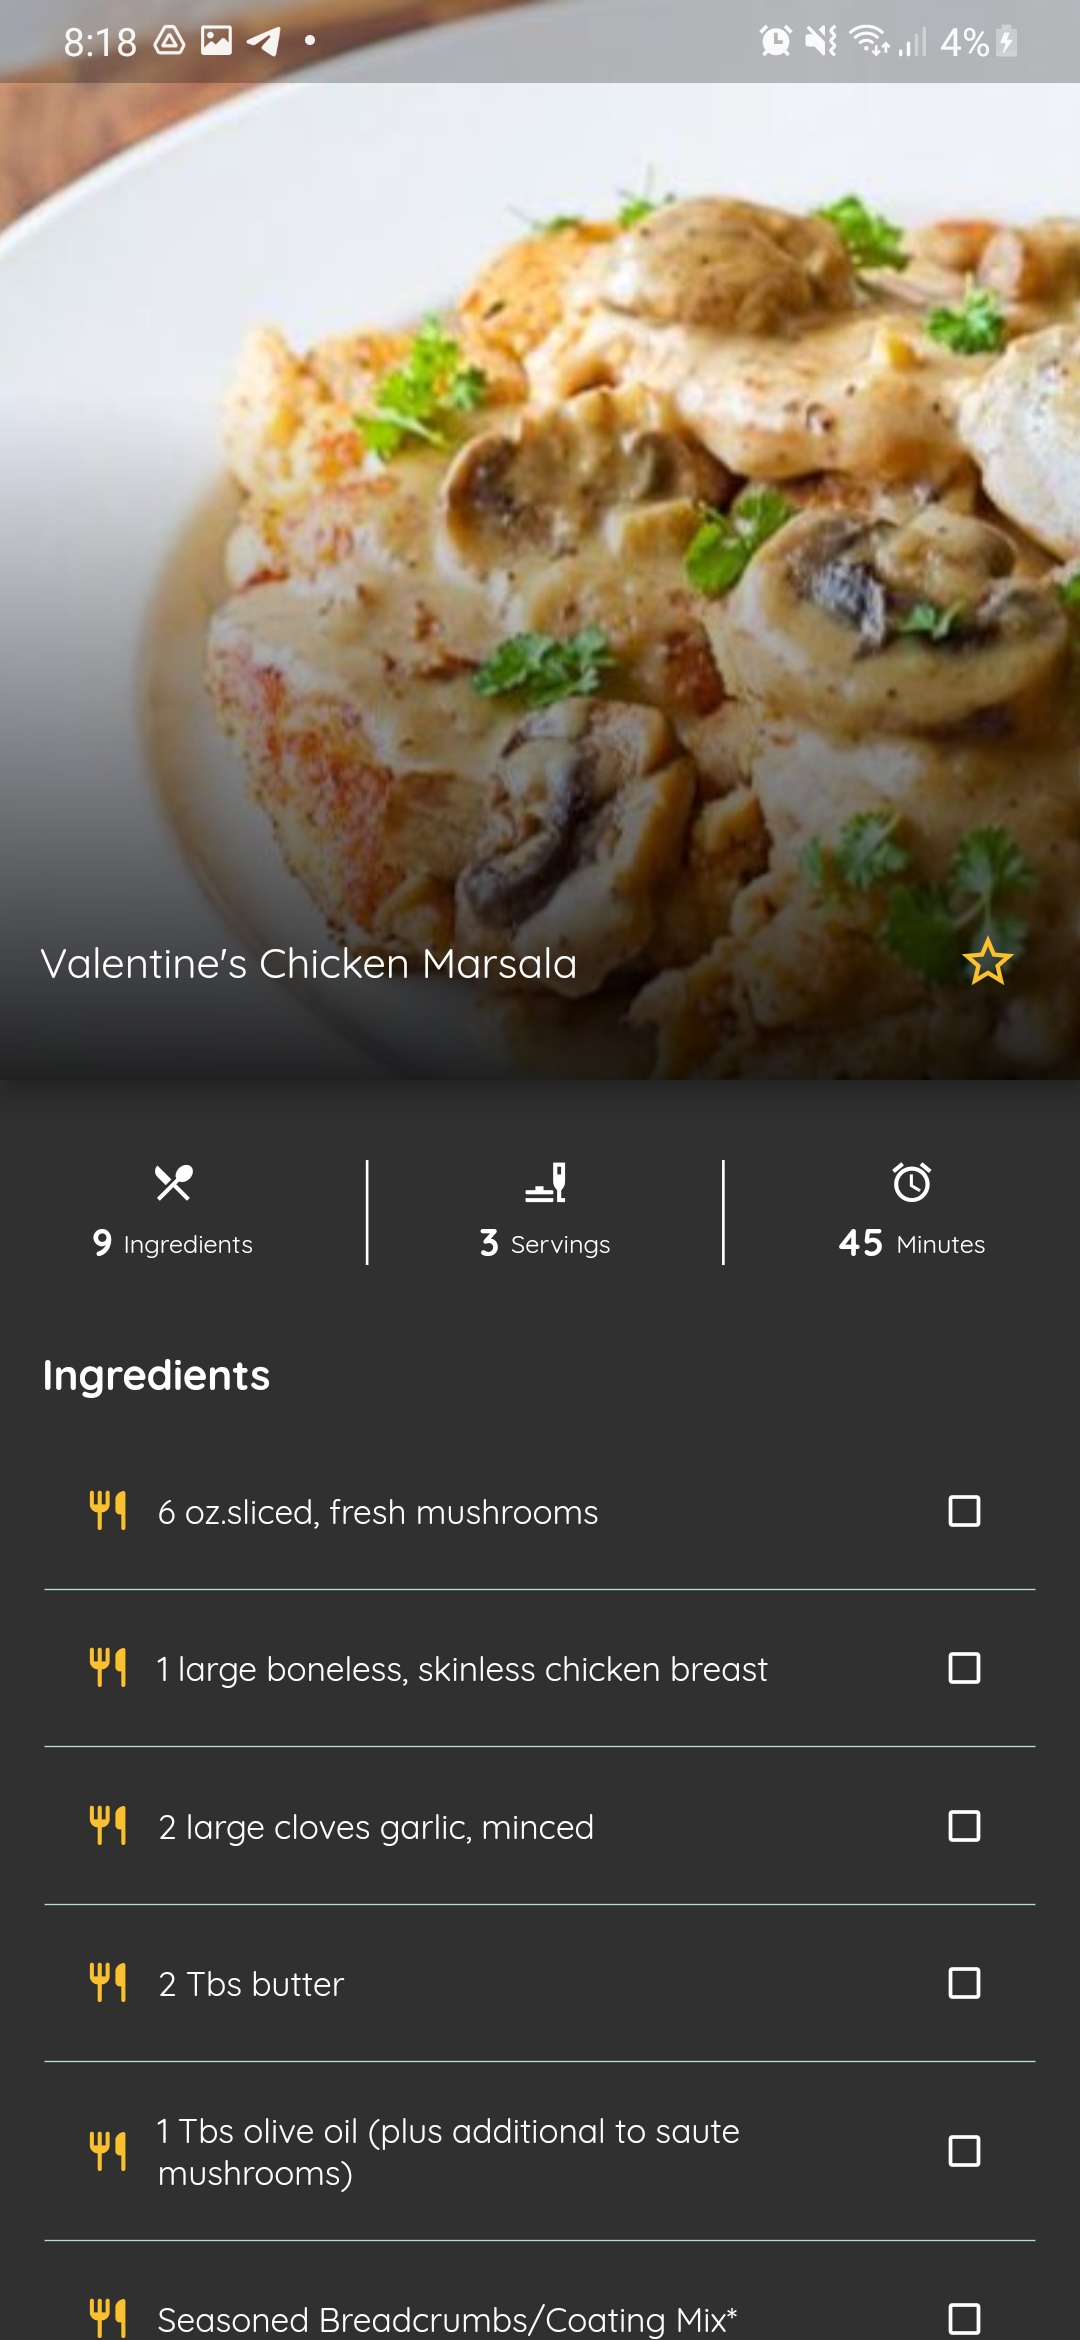 8:18
4%
Valentine's Chicken Marsala
9 Ingredients
3 Servings
45 Minutes
Ingredients
6 oz.sliced, fresh mushrooms
1 large boneless, skinless chicken breast
2 large cloves garlic, minced
2 Tbs butter
1 Tbs olive oil (plus additional to saute
mushrooms)
Seasoned Breadcrumbs/Coating Mix*